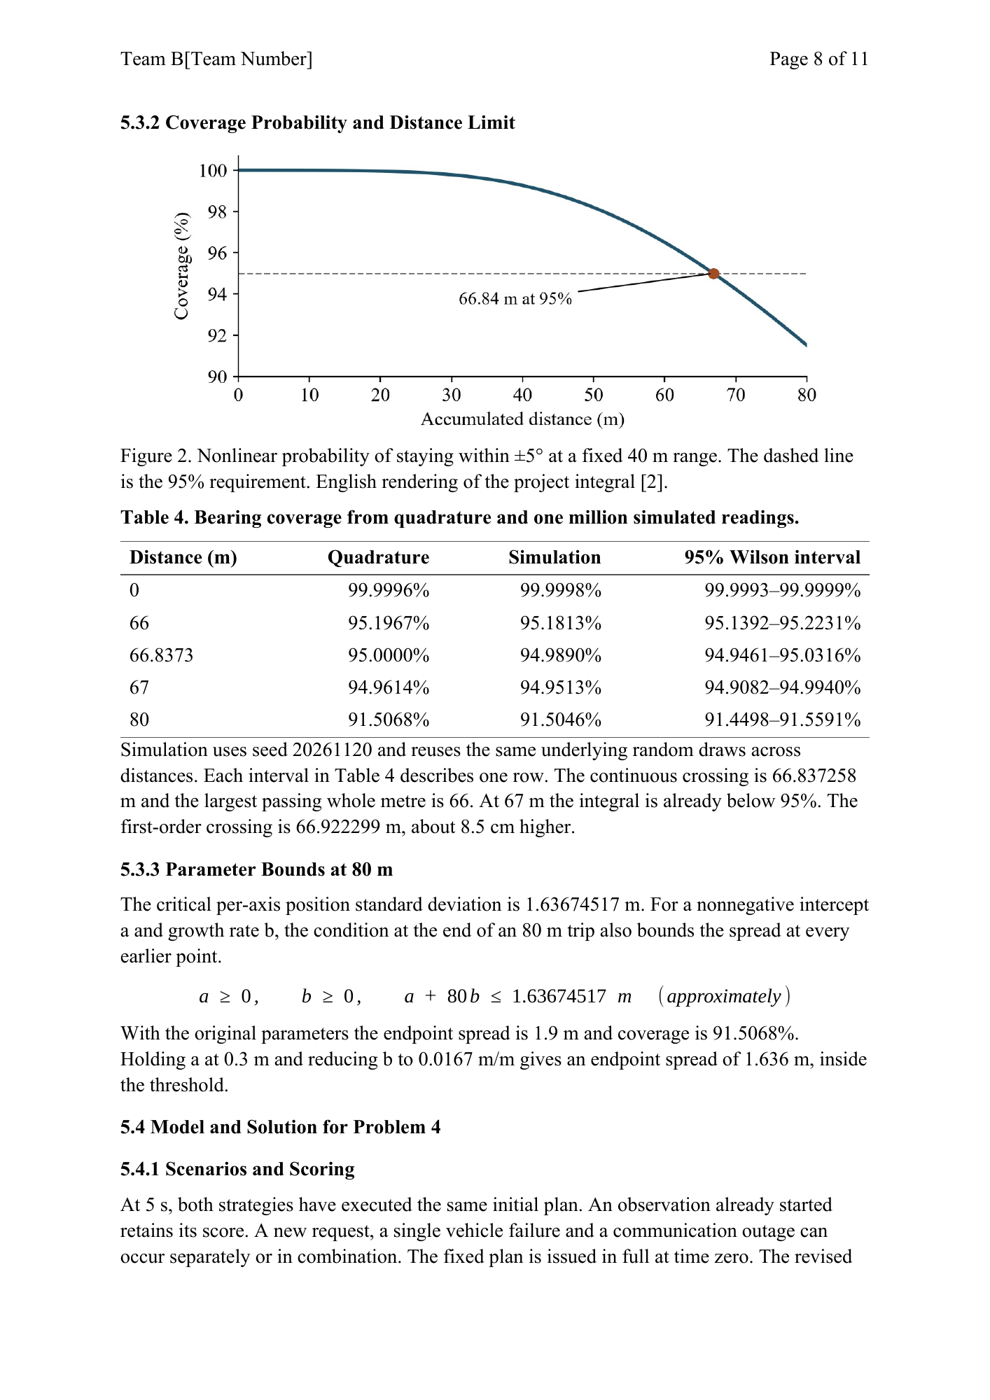 Team B[Team Number] Page 8 of 11
5.3.2 Coverage Probability and Distance Limit
100
98
96
94
92
90
Coverage (%)
66.84 m at 95%
0 10 20 30 40 50 60 70 80
Accumulated distance (m)
Figure 2. Nonlinear probability of staying within ±5° at a fixed 40 m range. The dashed line
is the 95% requirement. English rendering of the project integral [2].
Table 4. Bearing coverage from quadrature and one million simulated readings.
Distance (m) Quadrature Simulation 95% Wilson interval
0 99.9996% 99.9998% 99.9993–99.9999%
66 95.1967% 95.1813% 95.1392–95.2231%
66.8373 95.0000% 94.9890% 94.9461–95.0316%
67 94.9614% 94.9513% 94.9082–94.9940%
80 91.5068% 91.5046% 91.4498–91.5591%
Simulation uses seed 20261120 and reuses the same underlying random draws across
distances. Each interval in Table 4 describes one row. The continuous crossing is 66.837258
m and the largest passing whole metre is 66. At 67 m the integral is already below 95%. The
first-order crossing is 66.922299 m, about 8.5 cm higher.
5.3.3 Parameter Bounds at 80 m
The critical per-axis position standard deviation is 1.63674517 m. For a nonnegative intercept
a and growth rate b, the condition at the end of an 80 m trip also bounds the spread at every
earlier point.
a ≥ 0, b ≥ 0, a + 80b ≤ 1.63674517 m (approximately)
With the original parameters the endpoint spread is 1.9 m and coverage is 91.5068%.
Holding a at 0.3 m and reducing b to 0.0167 m/m gives an endpoint spread of 1.636 m, inside
the threshold.
5.4 Model and Solution for Problem 4
5.4.1 Scenarios and Scoring
At 5 s, both strategies have executed the same initial plan. An observation already started
retains its score. A new request, a single vehicle failure and a communication outage can
occur separately or in combination. The fixed plan is issued in full at time zero. The revised